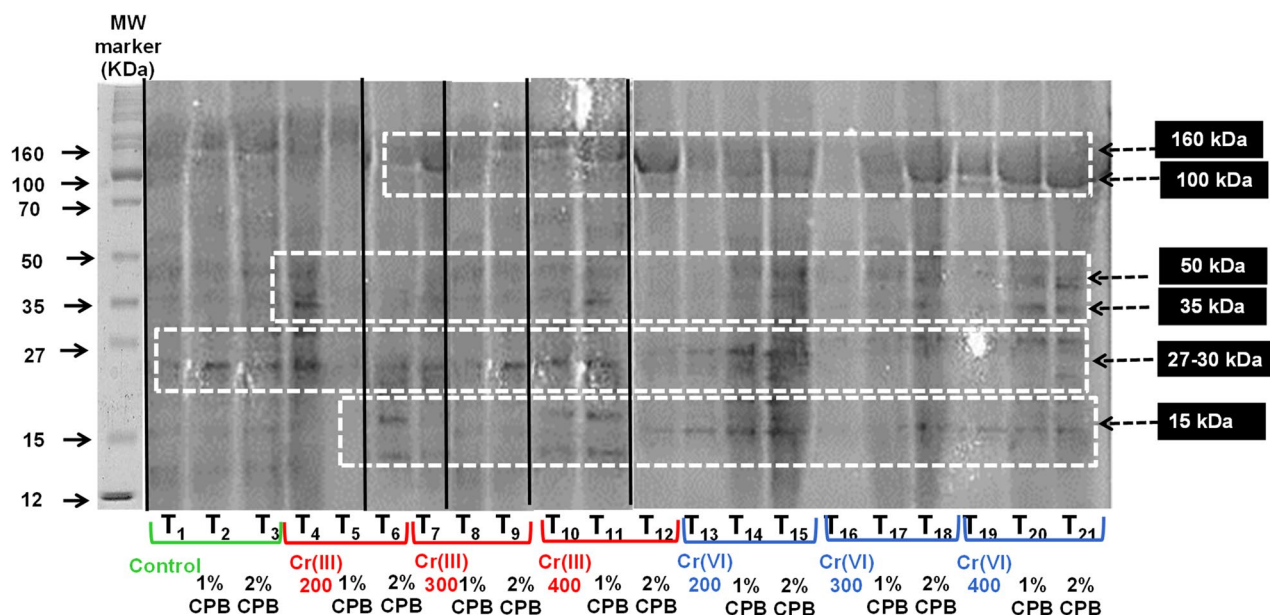 MW
marker
(KDa)
160
100
70
50
35
27
15
12
160 kDa
100 kDa
50 kDa
35 kDa
27-30 kDa
15 kDa
T1 T2 T3 T4 T5 T6 T7 T8 T9 T10 T11 T12 T13 T14 T15 T16 T17 T18 T19 T20 T21
Control 1% CPB 2% CPB
Cr(III) 200 1% CPB 2% CPB
Cr(III) 300 1% CPB 2% CPB
Cr(III) 400 1% CPB 2% CPB
Cr(VI) 200 1% CPB 2% CPB
Cr(VI) 300 1% CPB 2% CPB
Cr(VI) 400 1% CPB 2% CPB